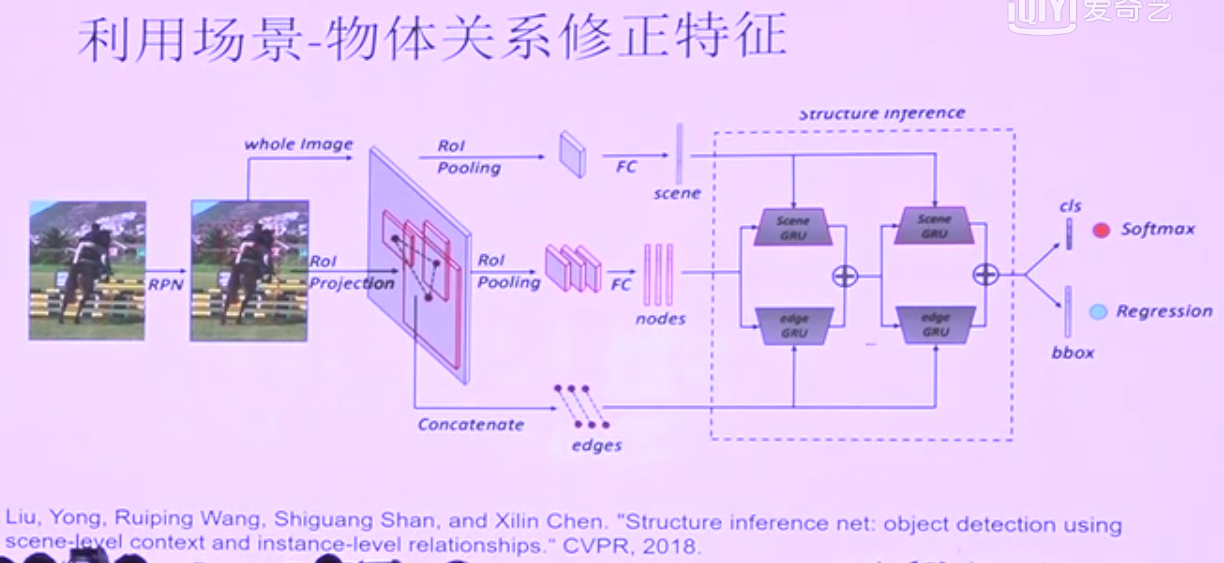 iQIYI 爱奇艺
利用场景-物体关系修正特征
Structure Inference
whole Image
RoI
Pooling
FC
scene
Scene
GRU
Scene
GRU
cls
Softmax
RPN
RoI
Projection
RoI
Pooling
FC
nodes
edge
GRU
edge
GRU
...
Regression
bbox
Concatenate
edges
Liu, Yong, Ruiping Wang, Shiguang Shan, and Xilin Chen. "Structure inference net: object detection using
scene-level context and instance-level relationships." CVPR, 2018.